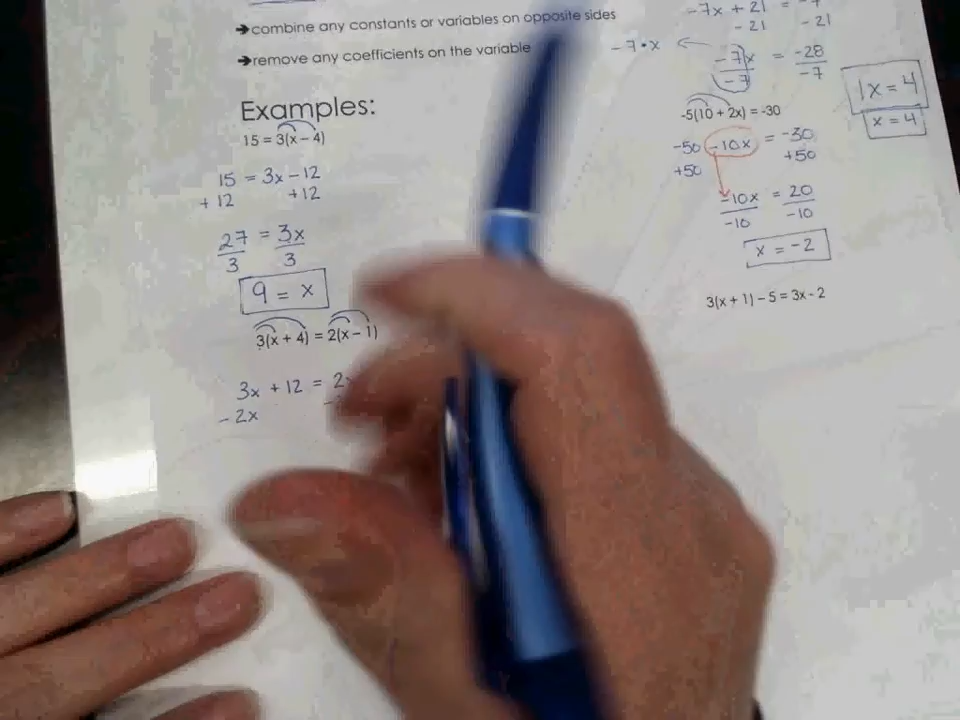 ➔combine any constants or variables on opposite sides
➔remove any coefficients on the variable
Examples:
15 = 3(x – 4)
15 = 3x – 12
+ 12 +12
27 = 3x
3 3
9 = x
3(x + 4) = 2(x – 1)
3x + 12 = 2
- 2x
-7x + 21 =
- 21 - 21
-7•x ← -7x = -28
-7 -7
1x = 4
x = 4
-5(10 + 2x) = -30
-50 -10x = -30
+50 +50
-10x = 20
-10 -10
x = -2
3(x + 1) – 5 = 3x - 2